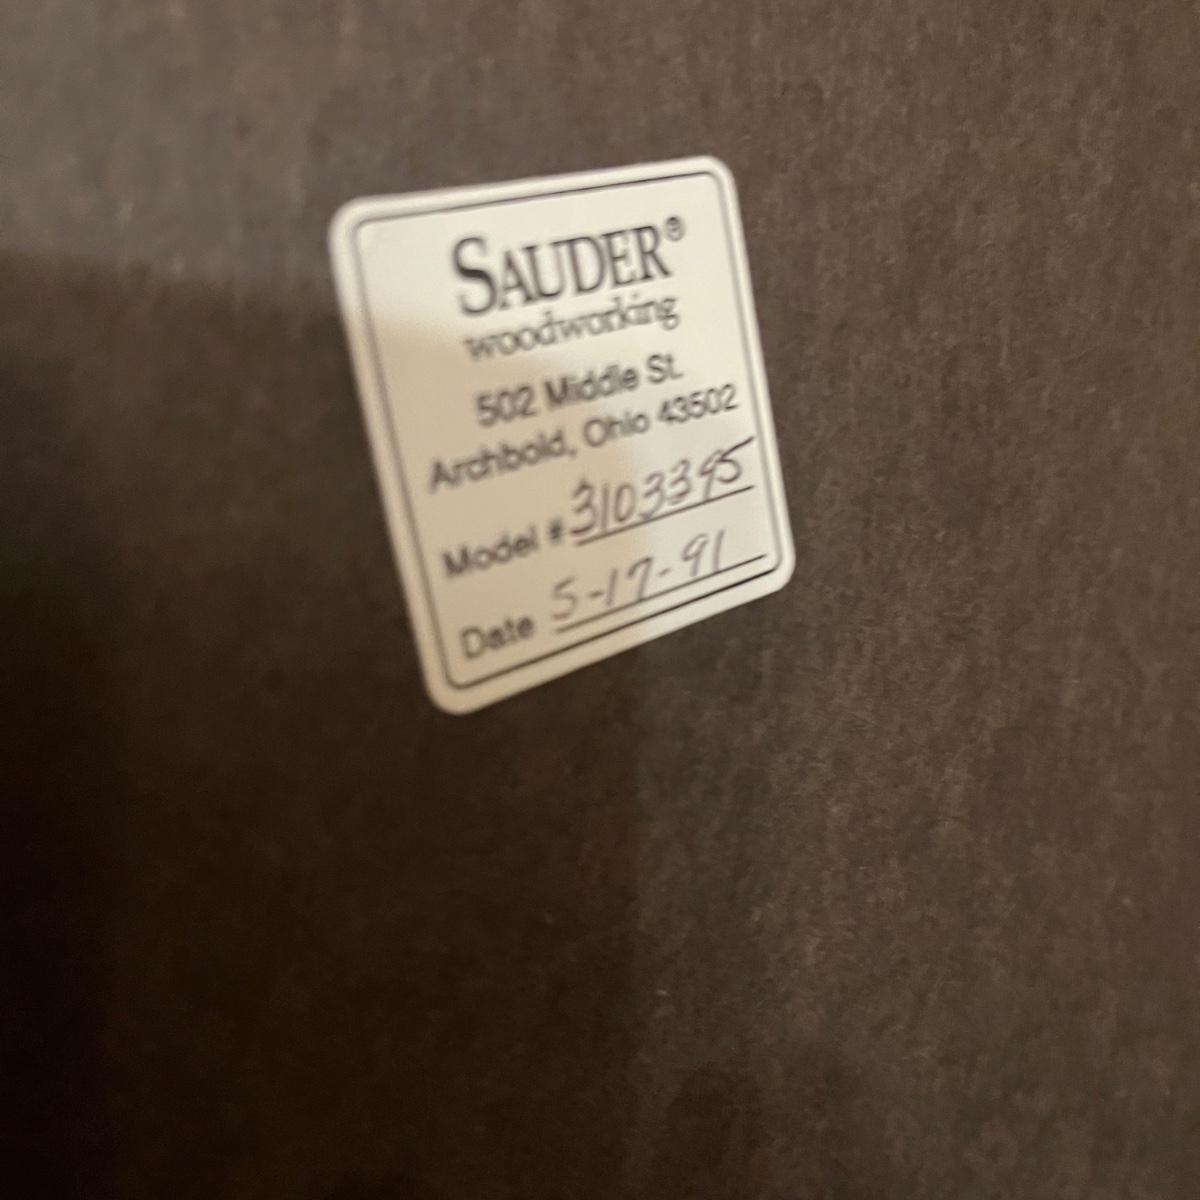 SAUDER®
woodworking
502 Middle St.
Archbold, Ohio 43502
Model # 3103395
Date 5-17-91